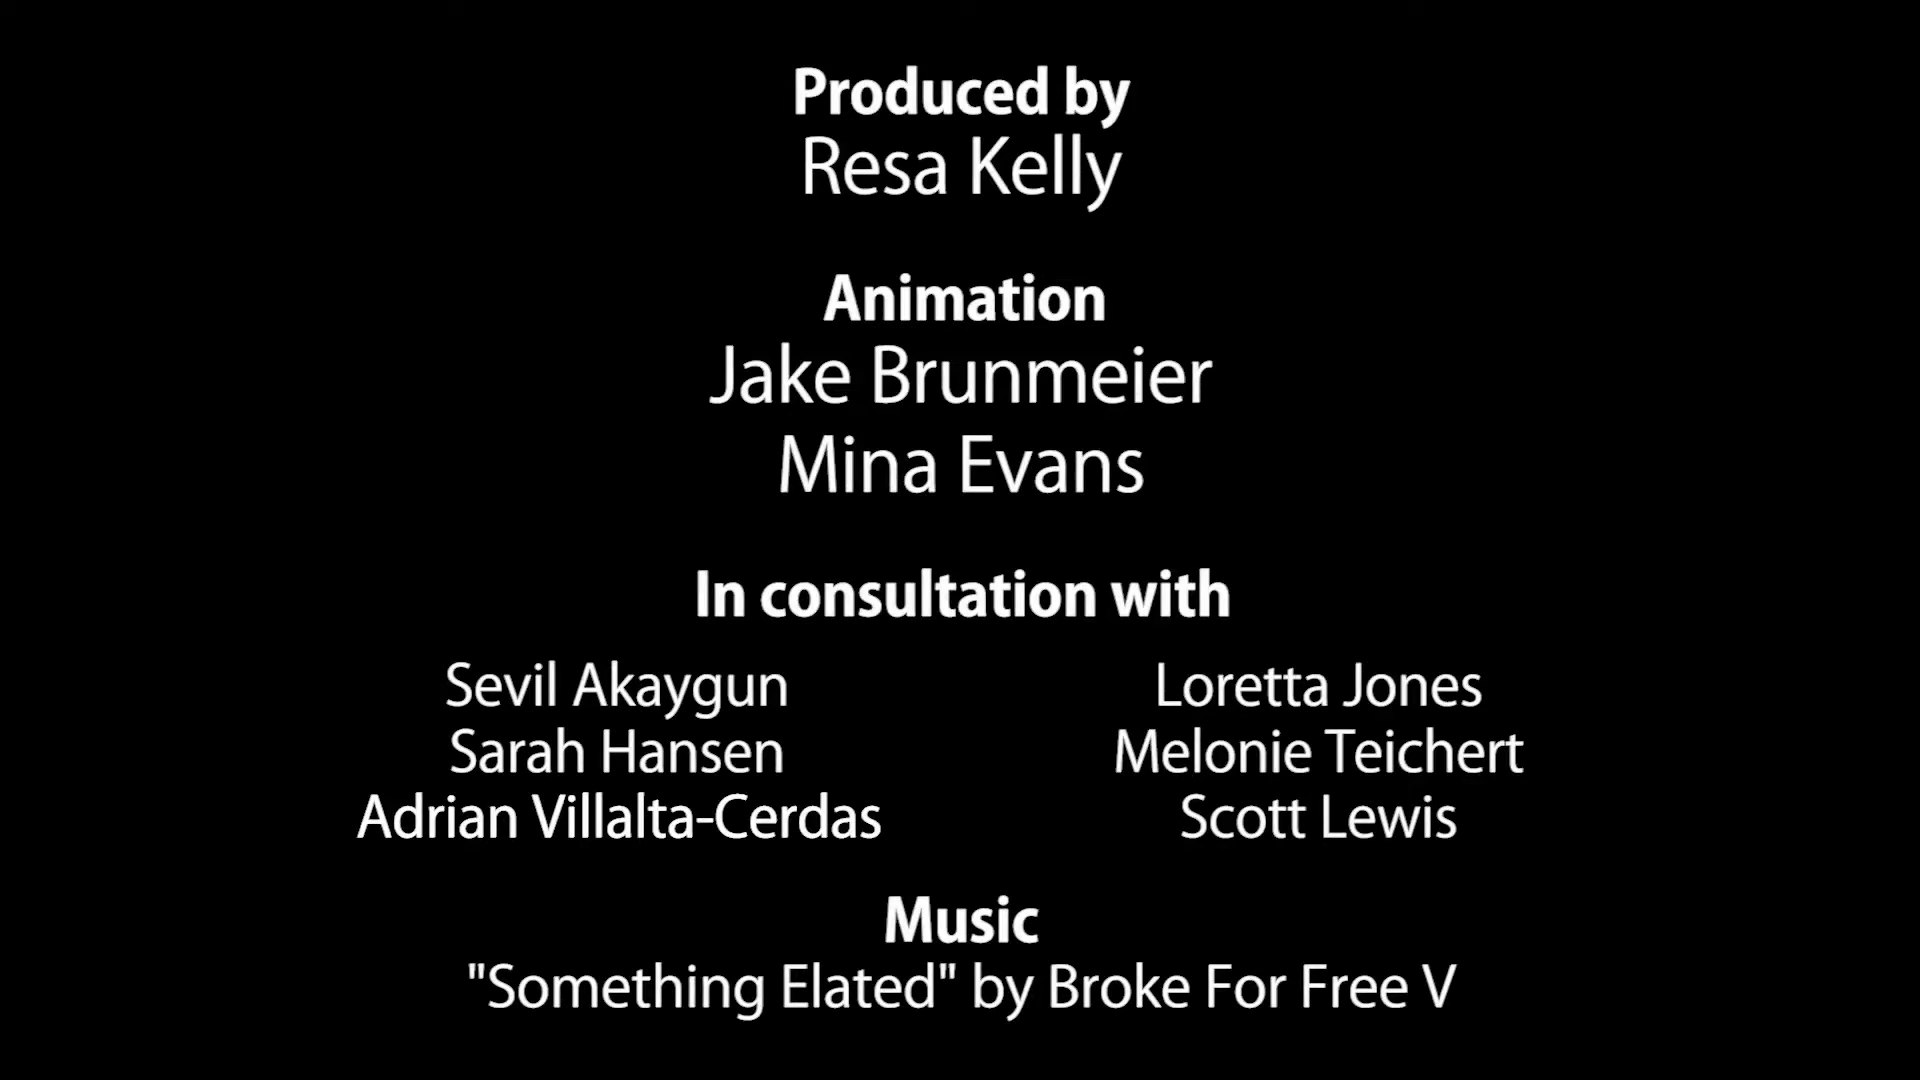 Produced by
Resa Kelly
Animation
Jake Brunmeier
Mina Evans
In consultation with
Sevil Akaygun
Sarah Hansen
Adrian Villalta-Cerdas
Loretta Jones
Melonie Teichert
Scott Lewis
Music
"Something Elated" by Broke For Free V